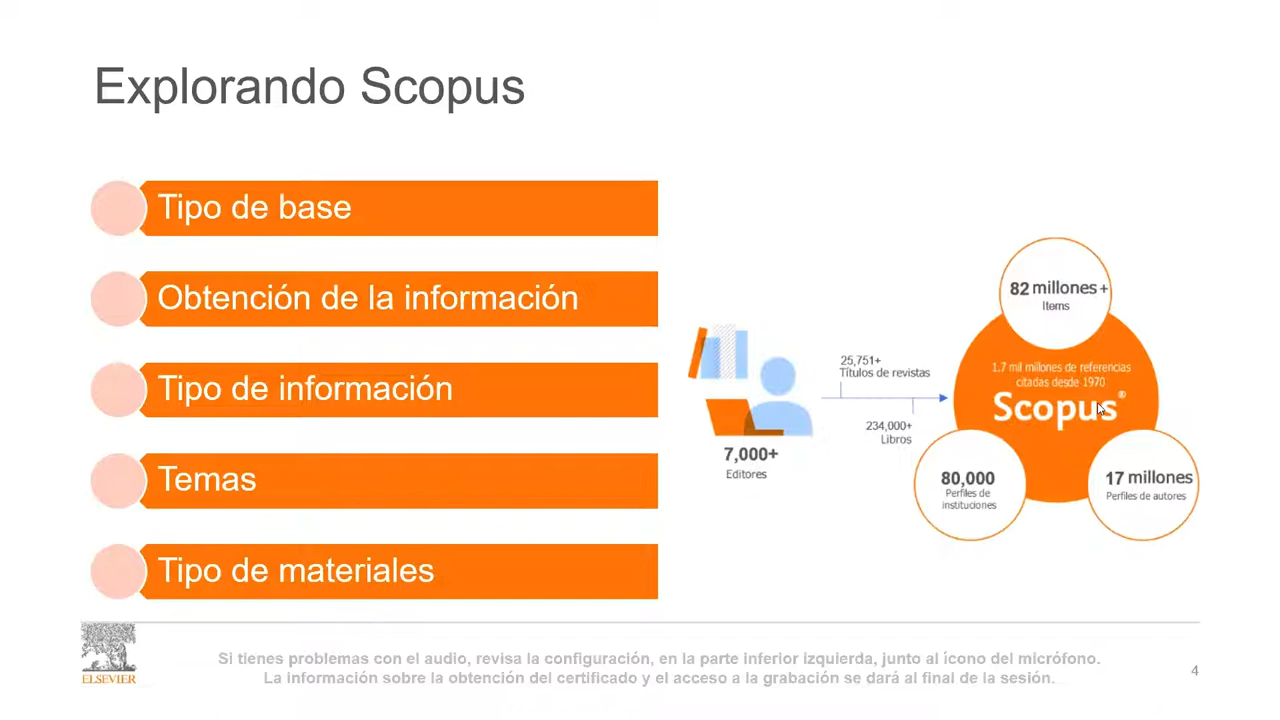 Explorando Scopus
Tipo de base
Obtención de la información
Tipo de información
Temas
Tipo de materiales
7,000+
Editores
25,751+
Títulos de revistas
234,000+
Libros
82 millones+
Items
1.7 mil millones de referencias
citadas desde 1970
Scopus®
80,000
Perfiles de
instituciones
17 millones
Perfiles de autores
ELSEVIER
Si tienes problemas con el audio, revisa la configuración, en la parte inferior izquierda, junto al ícono del micrófono.
La información sobre la obtención del certificado y el acceso a la grabación se dará al final de la sesión.
4